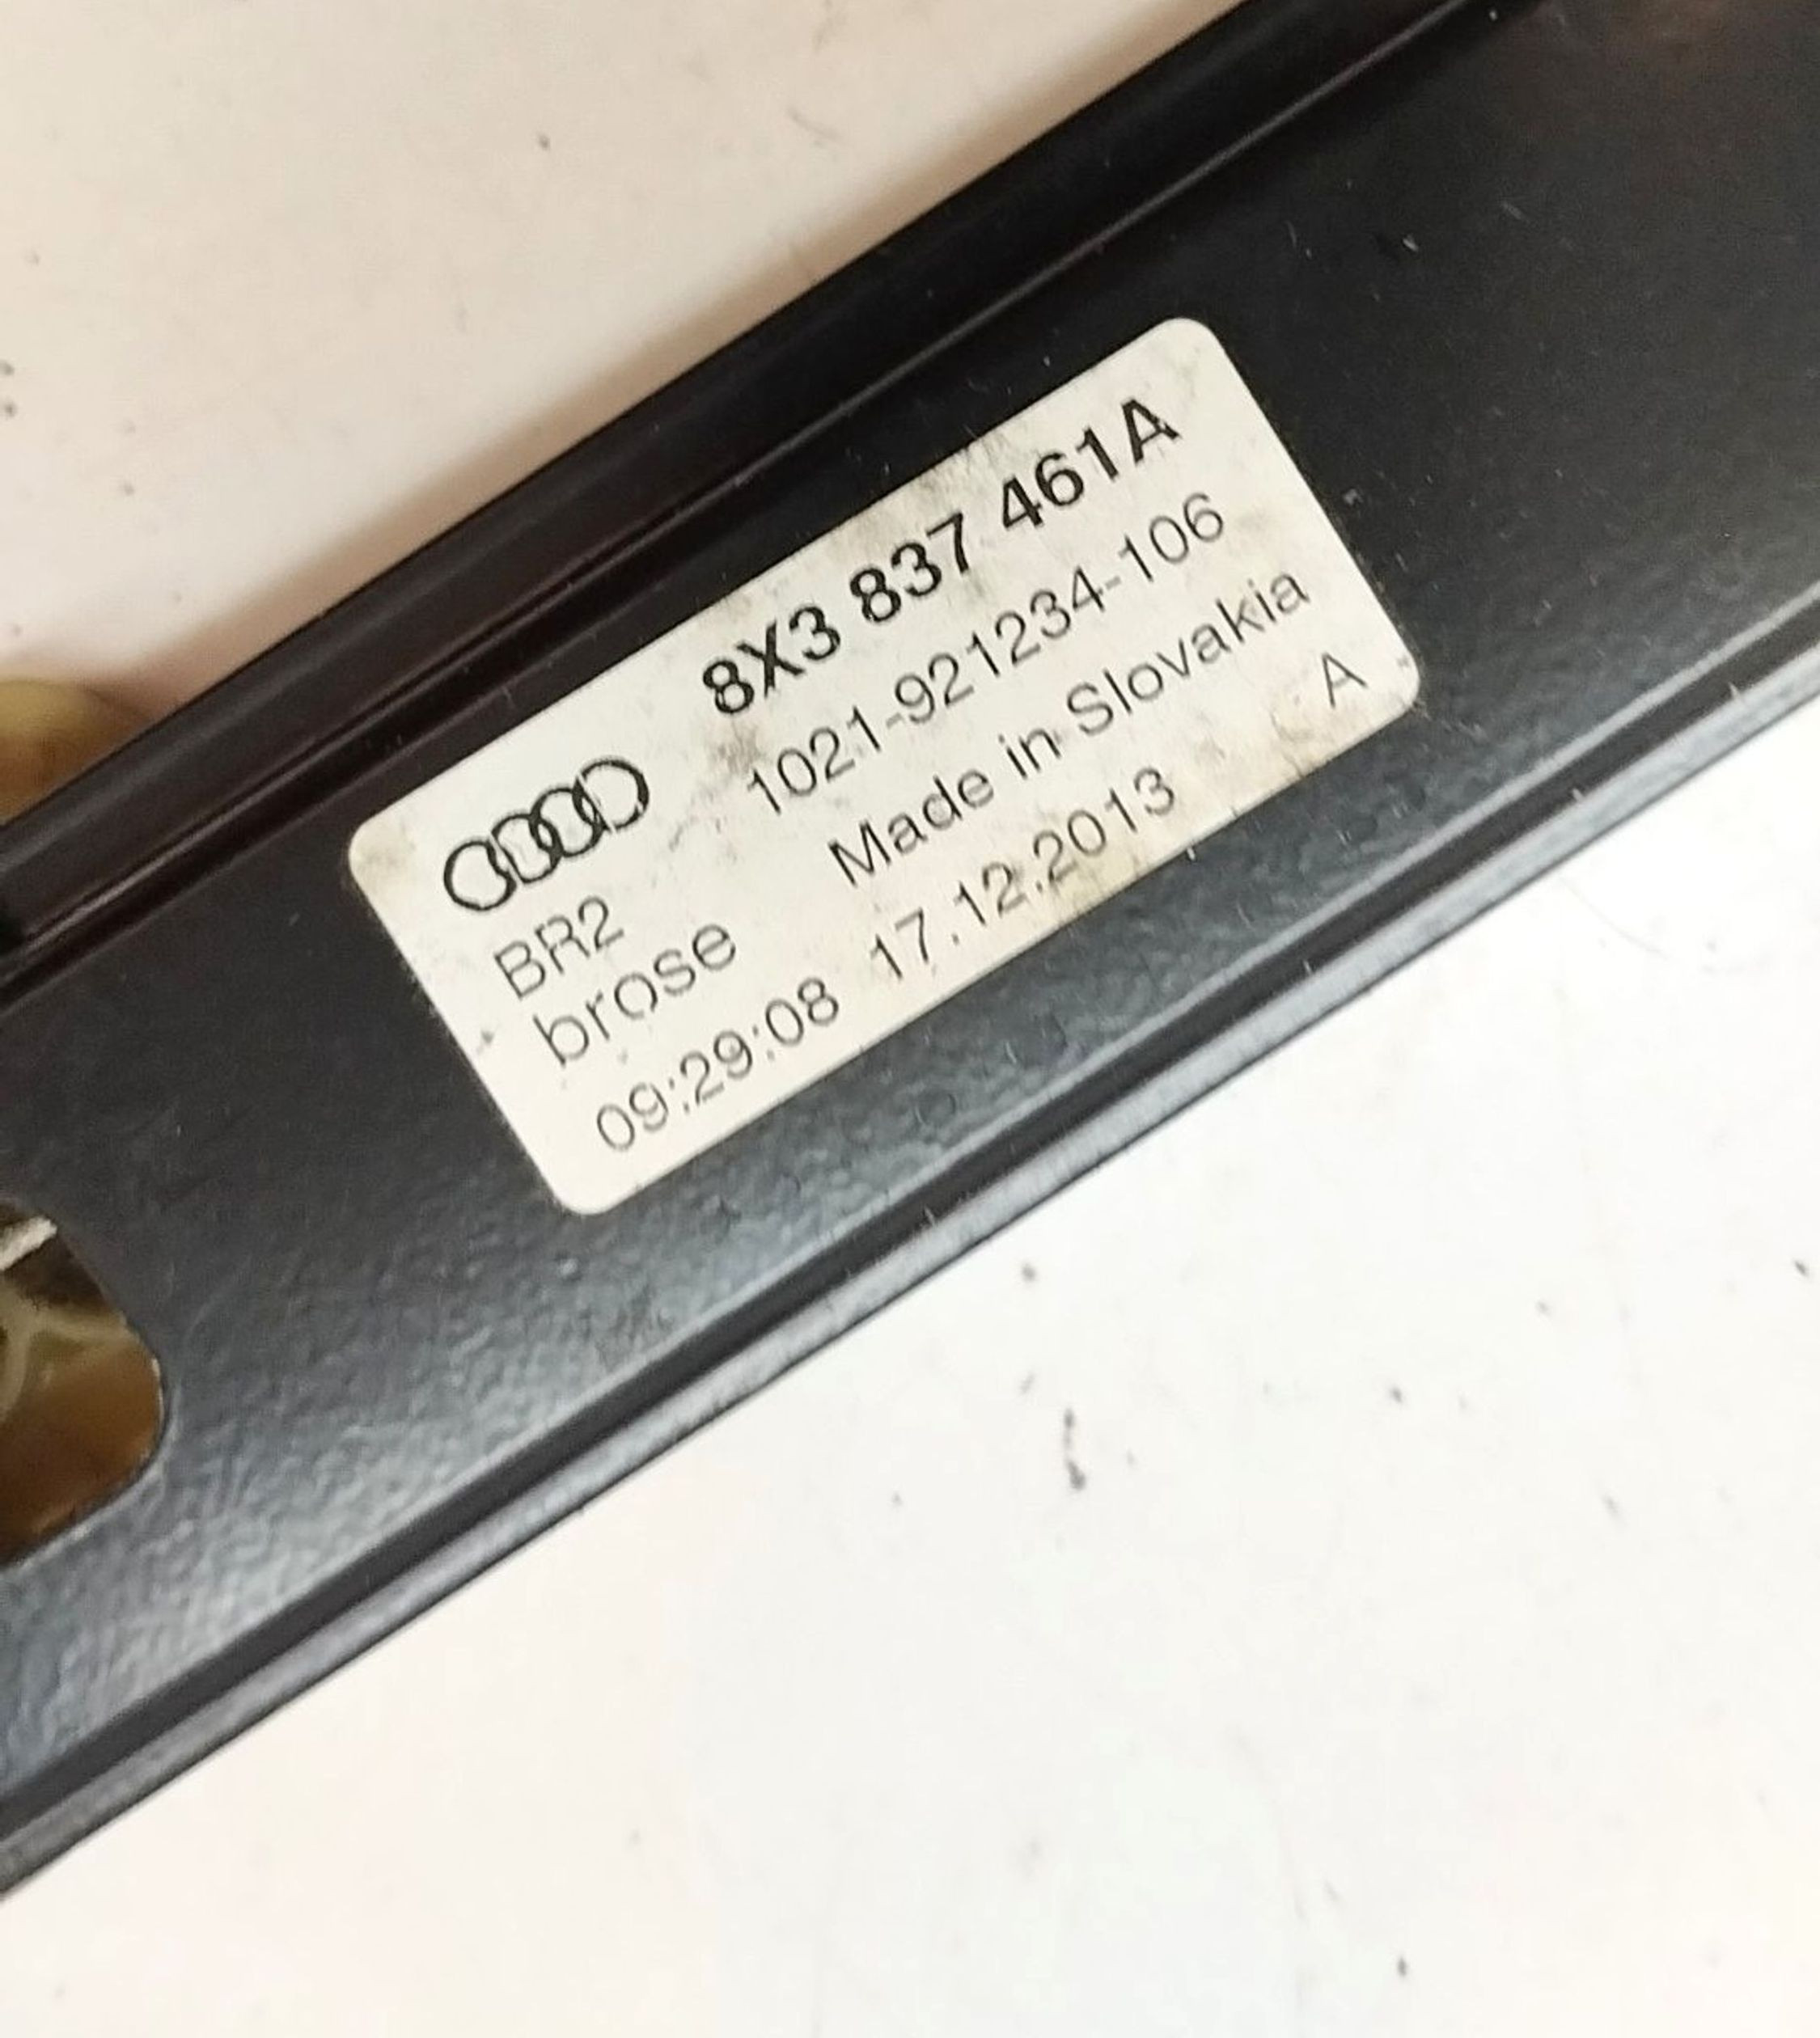 8X3 837 461A
1021-921234-106
BR2 Made in Slovakia
brose A
09:29:08 17.12.2013